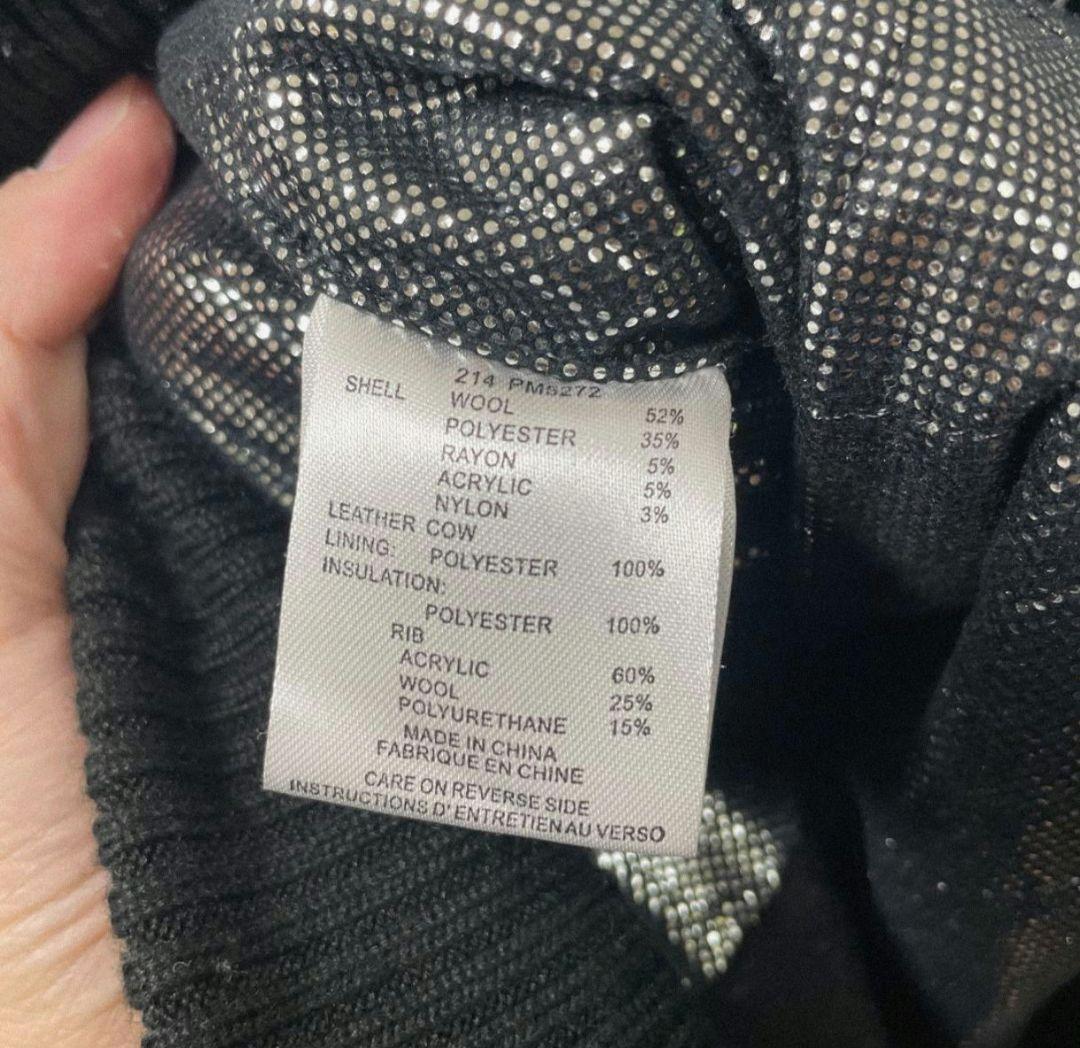 214 PM5272
SHELL WOOL 52%
POLYESTER 35%
RAYON 5%
ACRYLIC 5%
NYLON 3%
LEATHER COW
LINING: POLYESTER 100%
INSULATION:
POLYESTER 100%
RIB
ACRYLIC 60%
WOOL 25%
POLYURETHANE 15%
MADE IN CHINA
FABRIQUE EN CHINE
CARE ON REVERSE SIDE
INSTRUCTIONS D' ENTRETIEN AU VERSO